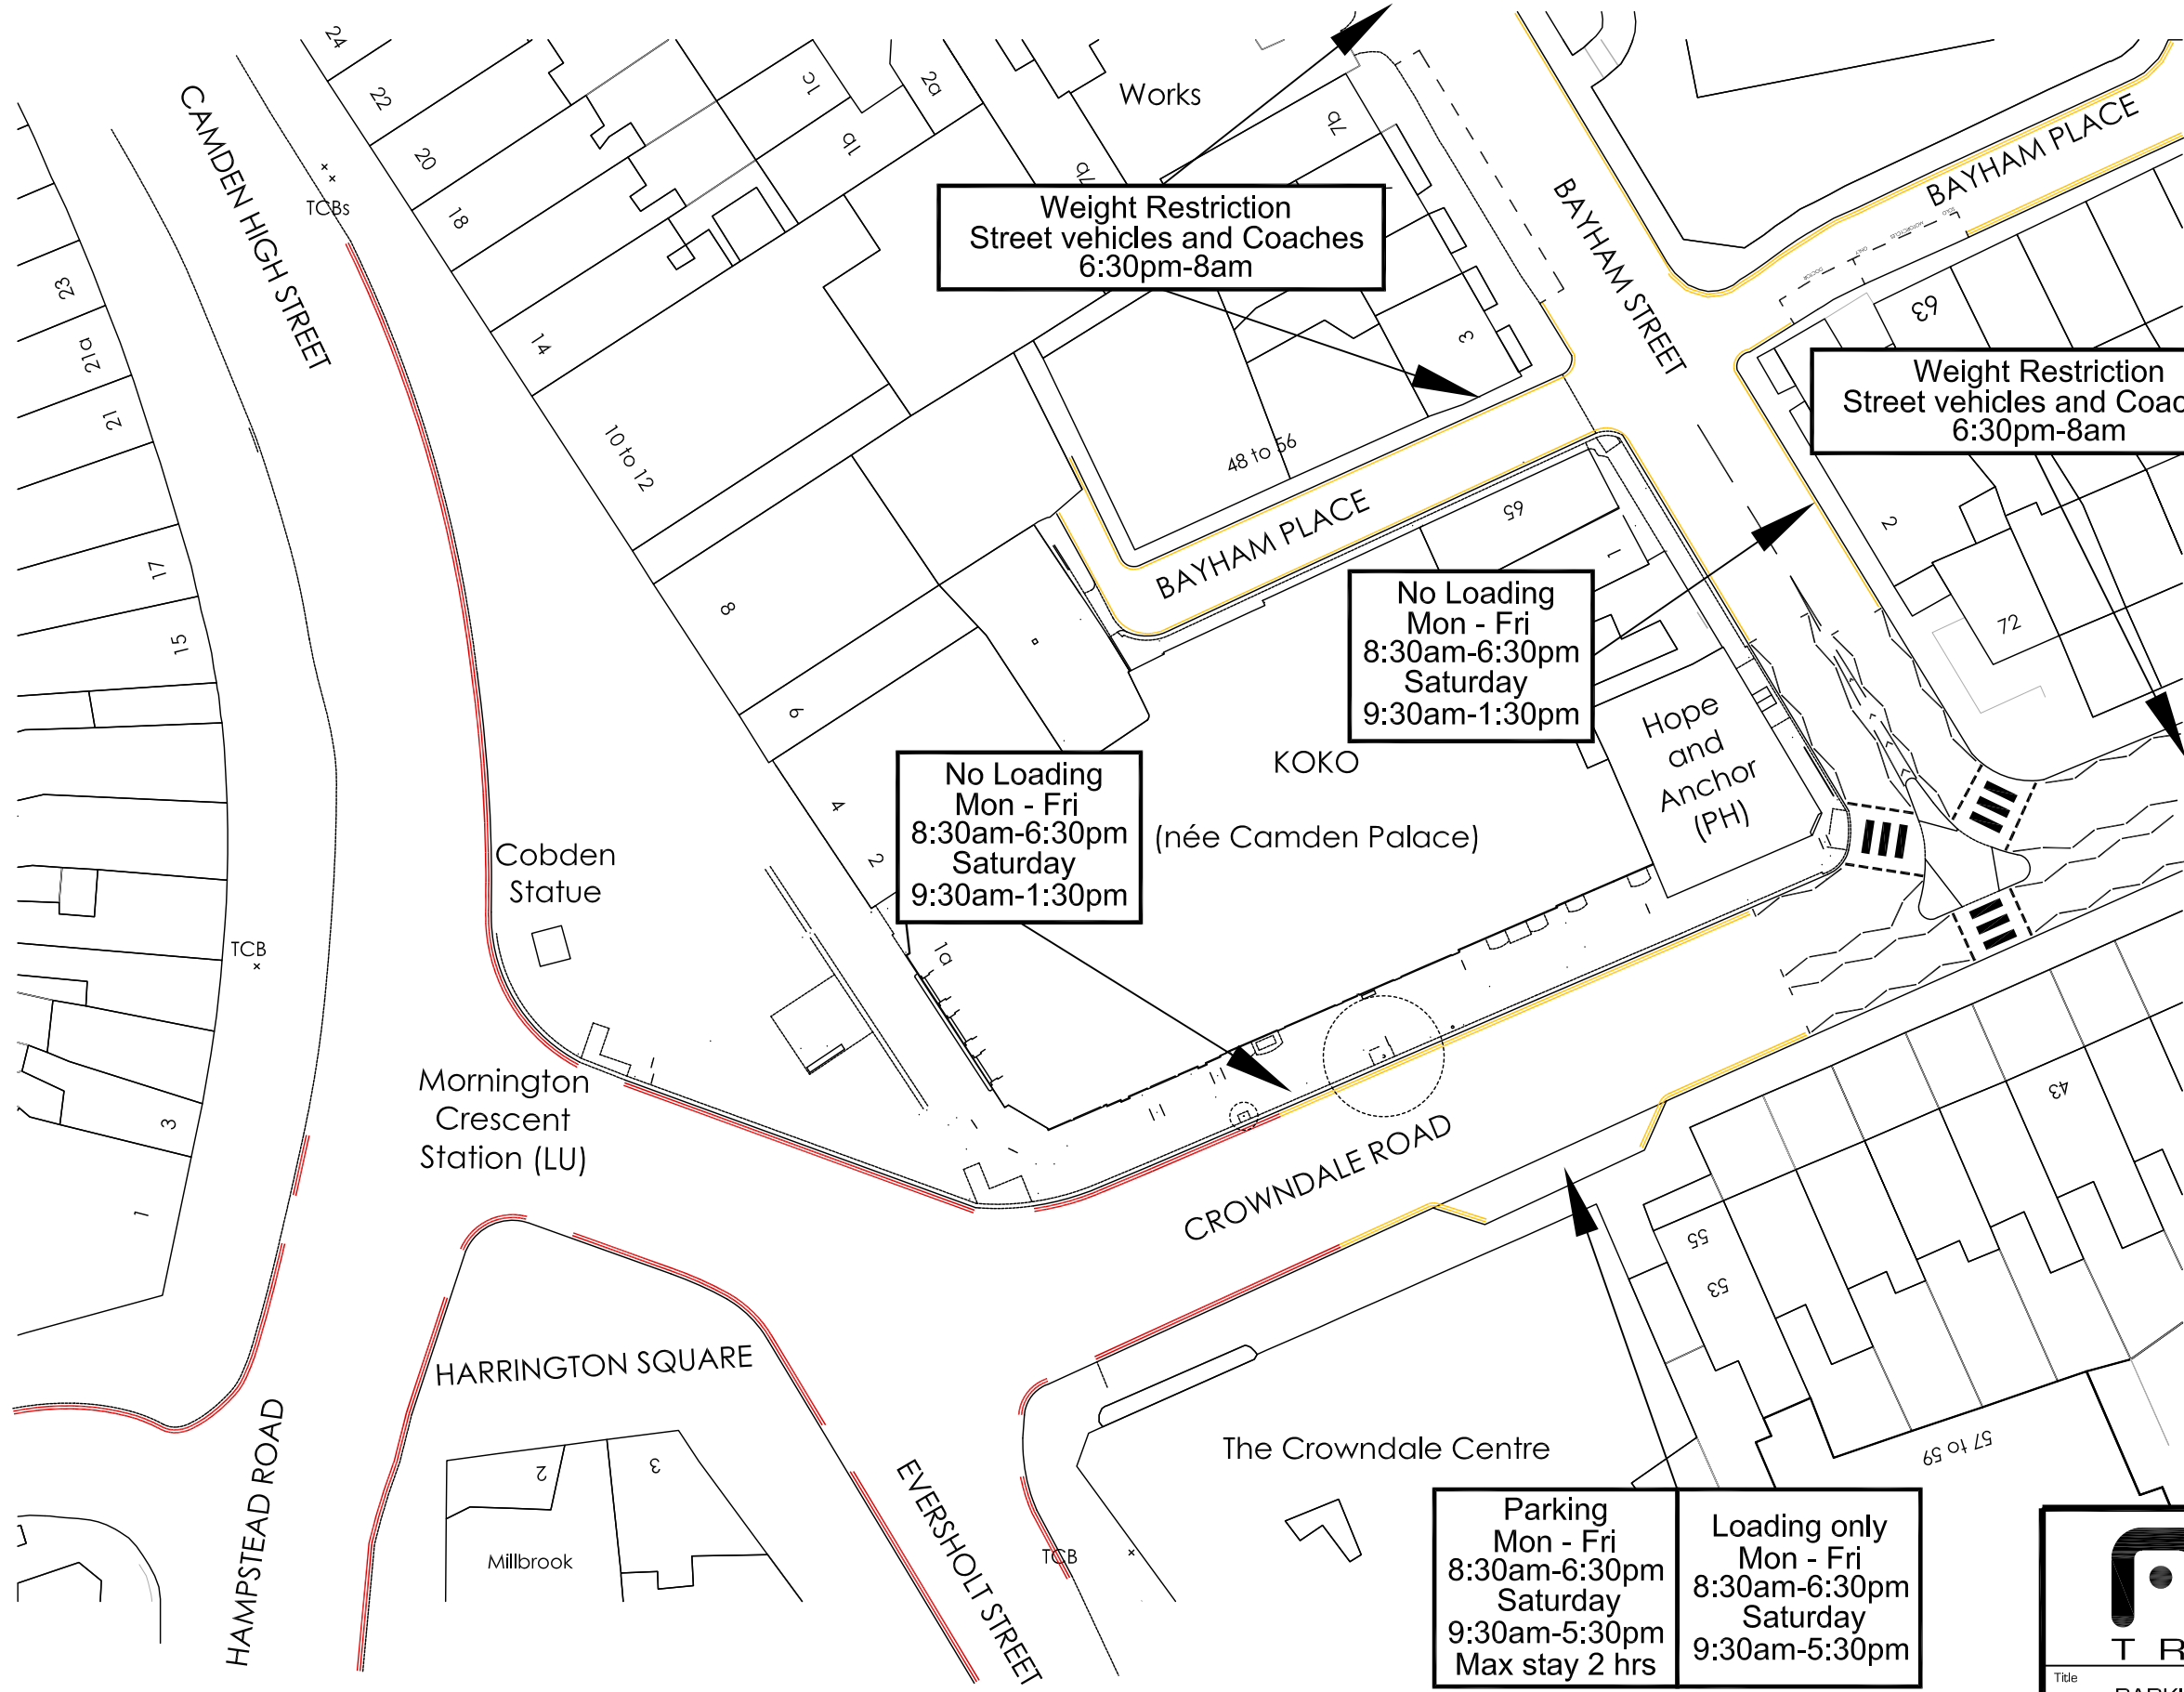 24
22
20
18
14
10 to 12
8
6
4
2
1a
CAMDEN HIGH STREET
TCBs
23
21a
21
17
15
TCB
3
1
1c
1b
2a
Works
7b
7b
Weight Restriction
Street vehicles and Coaches
6:30pm-8am
3
48 to 56
BAYHAM STREET
BAYHAM PLACE
DOCTOR
ONLY
MOTORCYCLES
SOLO
63
Weight Restriction
Street vehicles and Coac
6:30pm-8am
2
72
BAYHAM PLACE
65
1
No Loading
Mon - Fri
8:30am-6:30pm
Saturday
9:30am-1:30pm
Hope
and
Anchor
(PH)
KOKO
(née Camden Palace)
No Loading
Mon - Fri
8:30am-6:30pm
Saturday
9:30am-1:30pm
Cobden
Statue
Mornington
Crescent
Station (LU)
CROWNDALE ROAD
43
55
53
57 to 59
HARRINGTON SQUARE
HAMPSTEAD ROAD
2
3
Millbrook
EVERSHOLT STREET
TCB
The Crowndale Centre
Parking
Mon - Fri
8:30am-6:30pm
Saturday
9:30am-5:30pm
Max stay 2 hrs
Loading only
Mon - Fri
8:30am-6:30pm
Saturday
9:30am-5:30pm
T R
Title